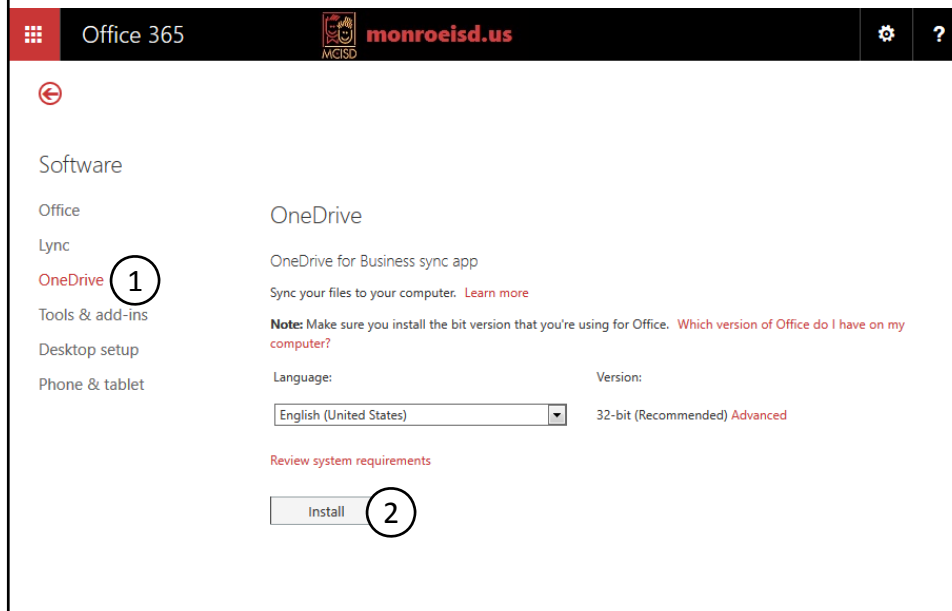 Office 365
MCISD
monroeisd.us
?
Software
Office
Lync
OneDrive 1
Tools & add-ins
Desktop setup
Phone & tablet
OneDrive
OneDrive for Business sync app
Sync your files to your computer. Learn more
Note: Make sure you install the bit version that you're using for Office. Which version of Office do I have on my
computer?
Language:
Version:
English (United States)
32-bit (Recommended) Advanced
Review system requirements
Install 2